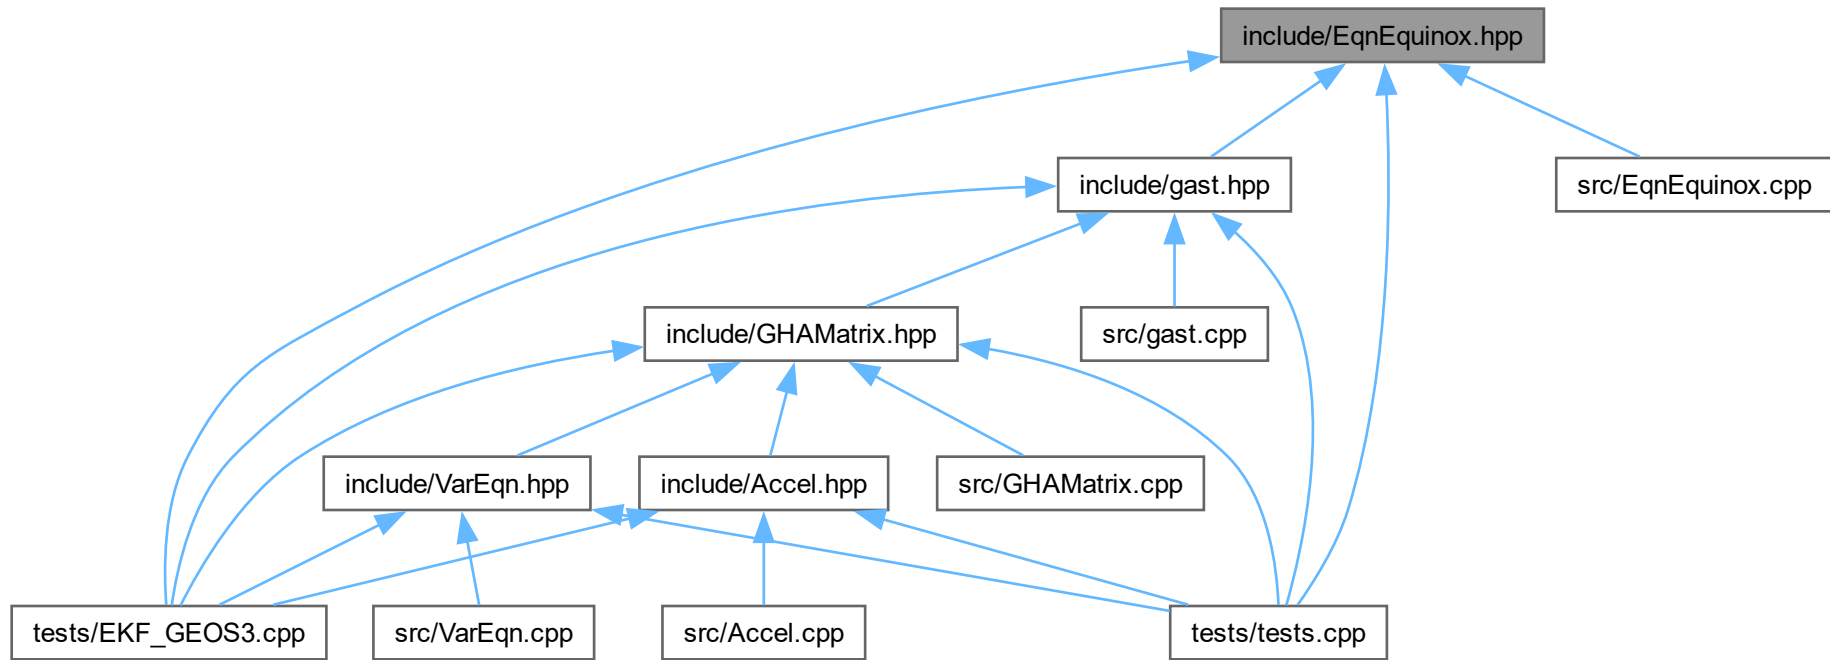 include/EqnEquinox.hpp
include/gast.hpp
src/EqnEquinox.cpp
include/GHAMatrix.hpp
src/gast.cpp
include/VarEqn.hpp
include/Accel.hpp
src/GHAMatrix.cpp
tests/EKF_GEOS3.cpp
src/VarEqn.cpp
src/Accel.cpp
tests/tests.cpp